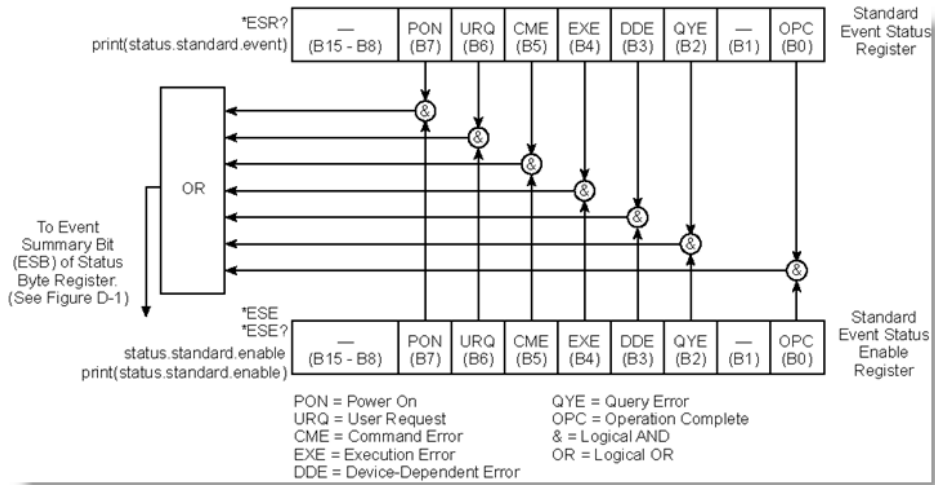 *ESR?
print(status.standard.event)
— (B15 - B8)
PON (B7)
URQ (B6)
CME (B5)
EXE (B4)
DDE (B3)
QYE (B2)
— (B1)
OPC (B0)
Standard
Event Status
Register
&
&
&
&
&
&
&
OR
To Event
Summary Bit
(ESB) of Status
Byte Register.
(See Figure D-1)
*ESE
*ESE?
status.standard.enable
print(status.standard.enable)
— (B15 - B8)
PON (B7)
URQ (B6)
CME (B5)
EXE (B4)
DDE (B3)
QYE (B2)
— (B1)
OPC (B0)
Standard
Event Status
Enable
Register
PON = Power On
URQ = User Request
CME = Command Error
EXE = Execution Error
DDE = Device-Dependent Error
QYE = Query Error
OPC = Operation Complete
& = Logical AND
OR = Logical OR